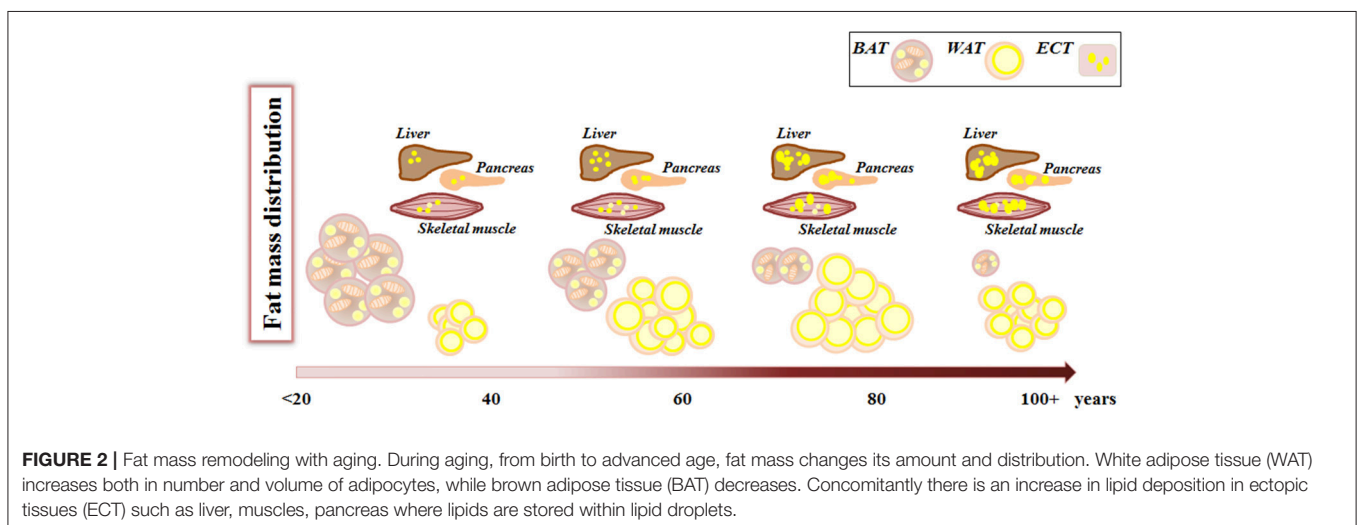 BAT WAT ECT
Fat mass distribution
Liver Liver Liver Liver
Pancreas Pancreas Pancreas Pancreas
Skeletal muscle Skeletal muscle Skeletal muscle Skeletal muscle
<20 40 60 80 100+ years
FIGURE 2 | Fat mass remodeling with aging. During aging, from birth to advanced age, fat mass changes its amount and distribution. White adipose tissue (WAT)
increases both in number and volume of adipocytes, while brown adipose tissue (BAT) decreases. Concomitantly there is an increase in lipid deposition in ectopic
tissues (ECT) such as liver, muscles, pancreas where lipids are stored within lipid droplets.